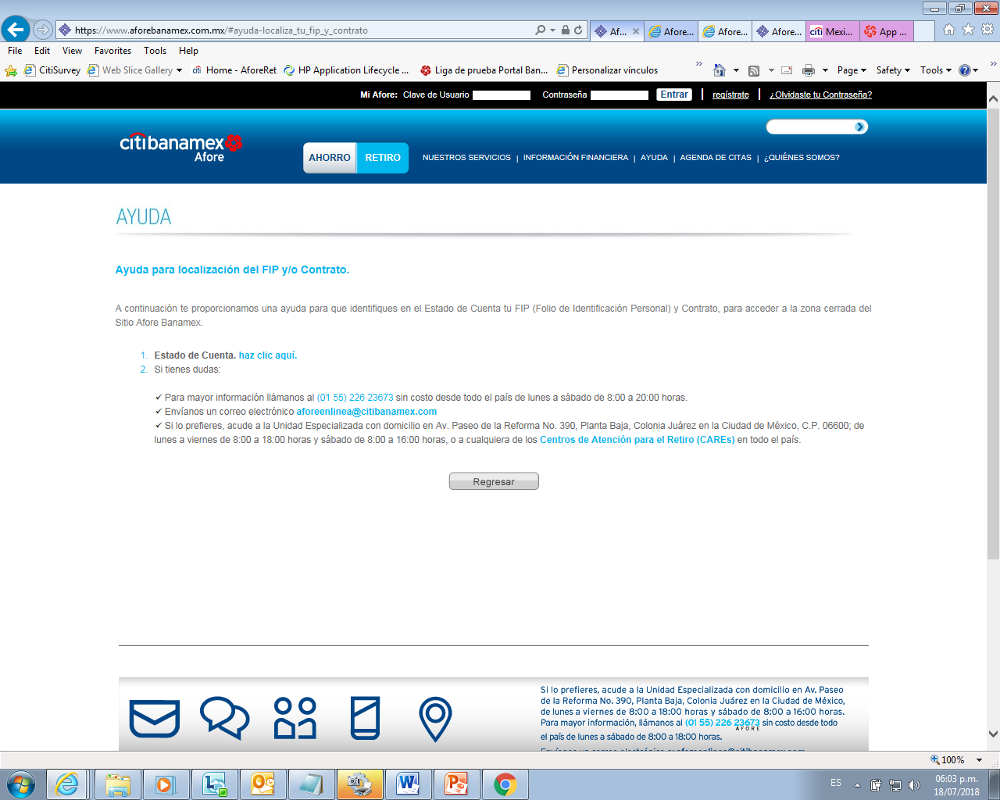 https://www.aforebanamex.com.mx/#ayuda-localiza_tu_fip_y_contrato
Af...
Afore...
Afore...
Afore...
citi Mexi...
App ...
File Edit View Favorites Tools Help
CitiSurvey Web Slice Gallery citi Home - AforeRet HP Application Lifecycle ... Liga de prueba Portal Ban... Personalizar vínculos
Page Safety Tools
Mi Afore: Clave de Usuario Contraseña Entrar | regístrate | ¿Olvidaste tu Contraseña?
citibanamex
Afore
AHORRO RETIRO NUESTROS SERVICIOS | INFORMACIÓN FINANCIERA | AYUDA | AGENDA DE CITAS | ¿QUIÉNES SOMOS?
AYUDA
Ayuda para localización del FIP y/o Contrato.
A continuación te proporcionamos una ayuda para que identifiques en el Estado de Cuenta tu FIP (Folio de Identificación Personal) y Contrato, para acceder a la zona cerrada del
Sitio Afore Banamex.
1. Estado de Cuenta. haz clic aquí.
2. Si tienes dudas:
✓ Para mayor información llámanos al (01 55) 226 23673 sin costo desde todo el país de lunes a sábado de 8:00 a 20:00 horas.
✓ Envíanos un correo electrónico aforeenlinea@citibanamex.com
✓ Si lo prefieres, acude a la Unidad Especializada con domicilio en Av. Paseo de la Reforma No. 390, Planta Baja, Colonia Juárez en la Ciudad de México, C.P. 06600; de
lunes a viernes de 8:00 a 18:00 horas y sábado de 8:00 a 16:00 horas, o a cualquiera de los Centros de Atención para el Retiro (CAREs) en todo el país.
Regresar
Si lo prefieres, acude a la Unidad Especializada con domicilio en Av. Paseo
de la Reforma No. 390, Planta Baja, Colonia Juárez en la Ciudad de México,
de lunes a viernes de 8:00 a 18:00 horas y sábado de 8:00 a 16:00 horas.
Para mayor información, llámanos al (01 55) 226 23673 sin costo desde todo
AFORE
el país de lunes a sábado de 8:00 a 18:00 horas.
Envíanos un correo electrónico a: aforeenlinea@citibanamex.com
100%
ES
06:03 p.m.
18/07/2018